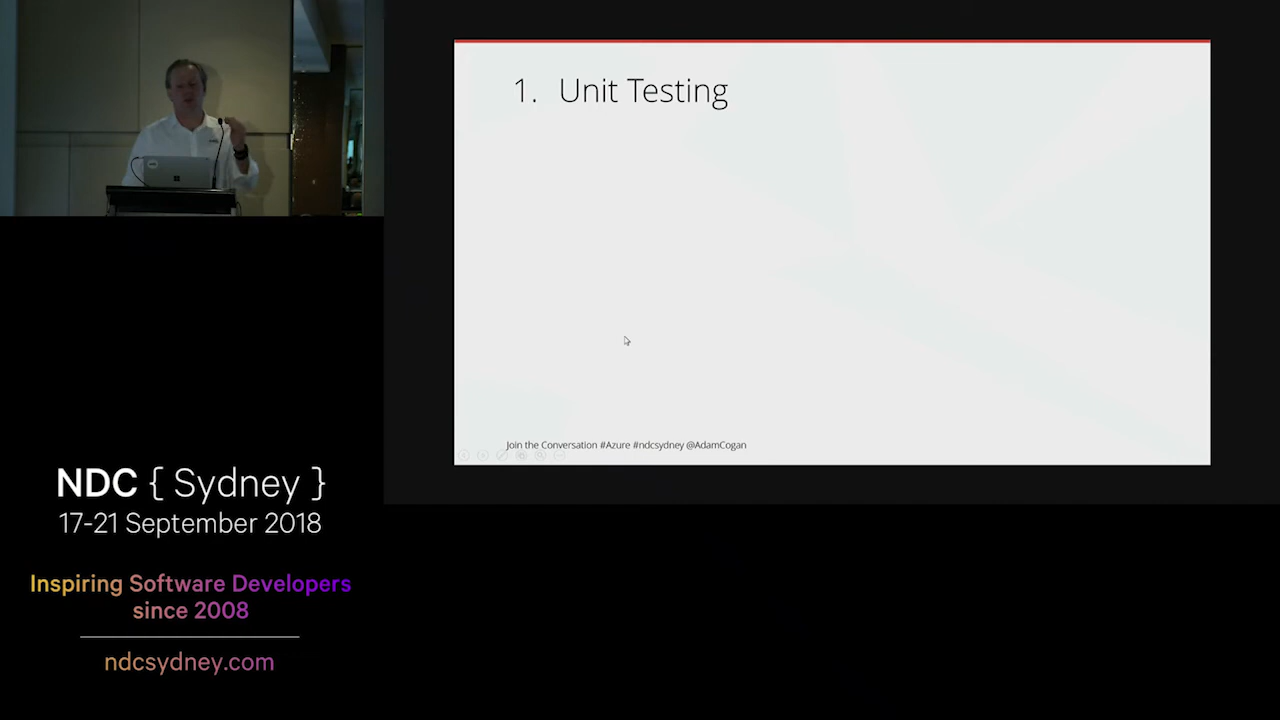 1. Unit Testing
Join the Conversation #Azure #ndcsydney @AdamCogan
NDC { Sydney }
17-21 September 2018
Inspiring Software Developers
since 2008
ndcsydney.com